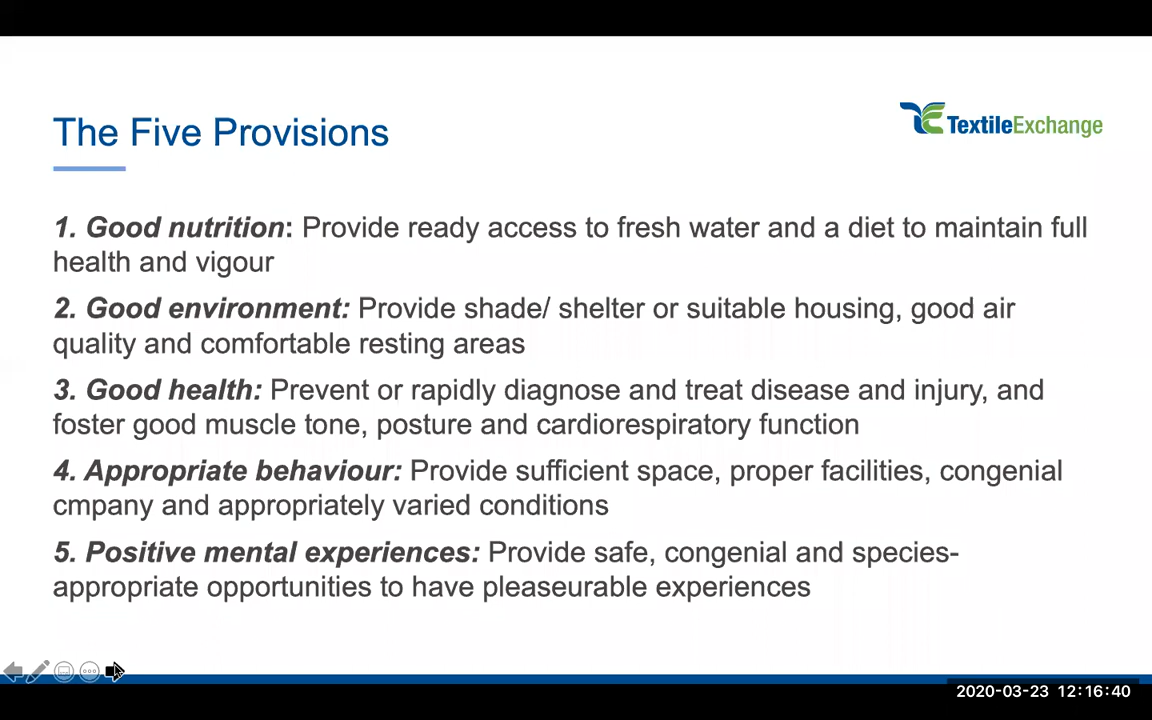 The Five Provisions
TextileExchange
1. Good nutrition: Provide ready access to fresh water and a diet to maintain full
health and vigour
2. Good environment: Provide shade/ shelter or suitable housing, good air
quality and comfortable resting areas
3. Good health: Prevent or rapidly diagnose and treat disease and injury, and
foster good muscle tone, posture and cardiorespiratory function
4. Appropriate behaviour: Provide sufficient space, proper facilities, congenial
cmpany and appropriately varied conditions
5. Positive mental experiences: Provide safe, congenial and species-
appropriate opportunities to have pleaseurable experiences
2020-03-23 12:16:40